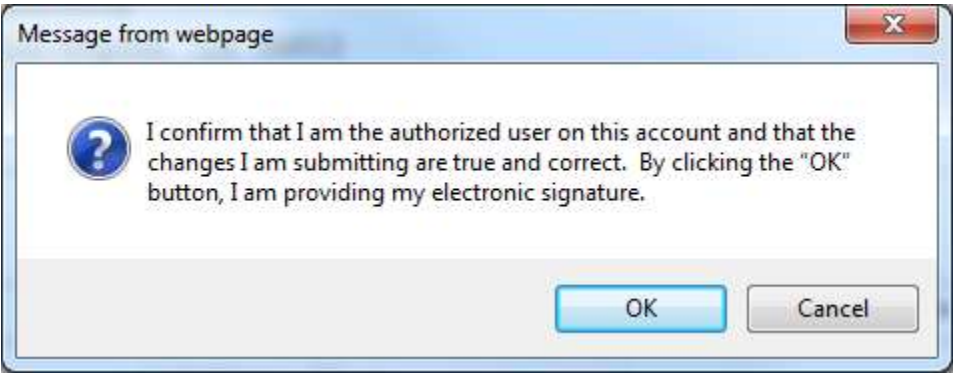 Message from webpage
I confirm that I am the authorized user on this account and that the
changes I am submitting are true and correct.  By clicking the “OK”
button, I am providing my electronic signature.
OK
Cancel